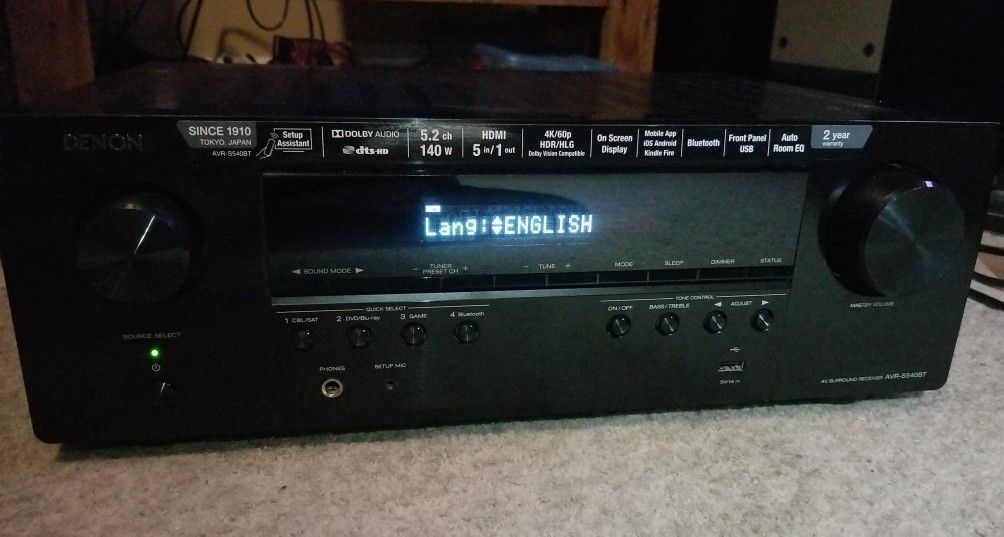 DENON
SINCE 1910
TOKYO, JAPAN
AVR-S540BT
Setup
Assistant
DOLBY AUDIO
dts-HD
5.2 ch
140 W
HDMI
5 in/1 out
4K/60p
HDR/HLG
Dolby Vision Compatible
On Screen
Display
Mobile App
iOS Android
Kindle Fire
Bluetooth
Front Panel
USB
Auto
Room EQ
2 year
warranty
Lang:ENGLISH
◄ SOUND MODE ►
TUNER
− PRESET CH +
− TUNE +
MODE
SLEEP
DIMMER
STATUS
MASTER VOLUME
QUICK SELECT
1 CBL/SAT
2 DVD/Blu-ray
3 GAME
4 Bluetooth
TONE CONTROL
ON/OFF
BASS/TREBLE
◄ ADJUST ►
SOURCE SELECT
PHONES
SETUP MIC
5V/1A
AV SURROUND RECEIVER AVR-S540BT